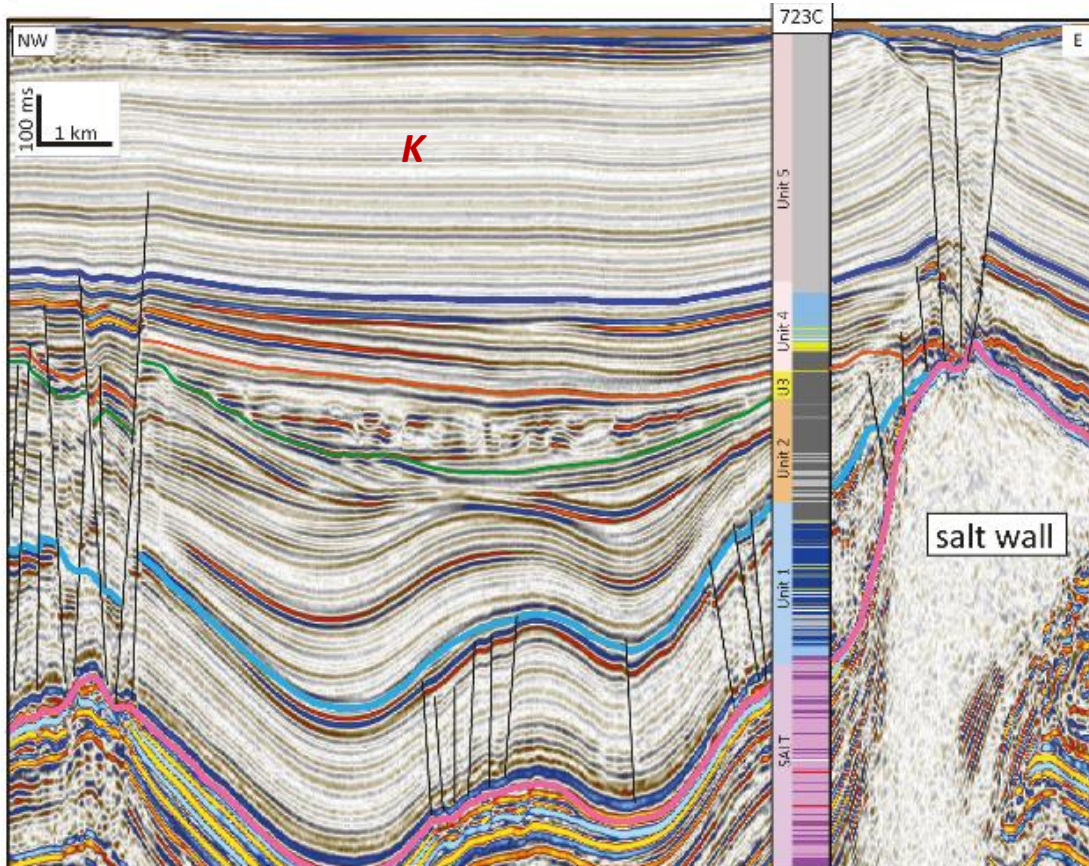 723C
NW
E
100 ms
1 km
K
Unit 5
Unit 4
U3
Unit 2
Unit 1
SALT
salt wall